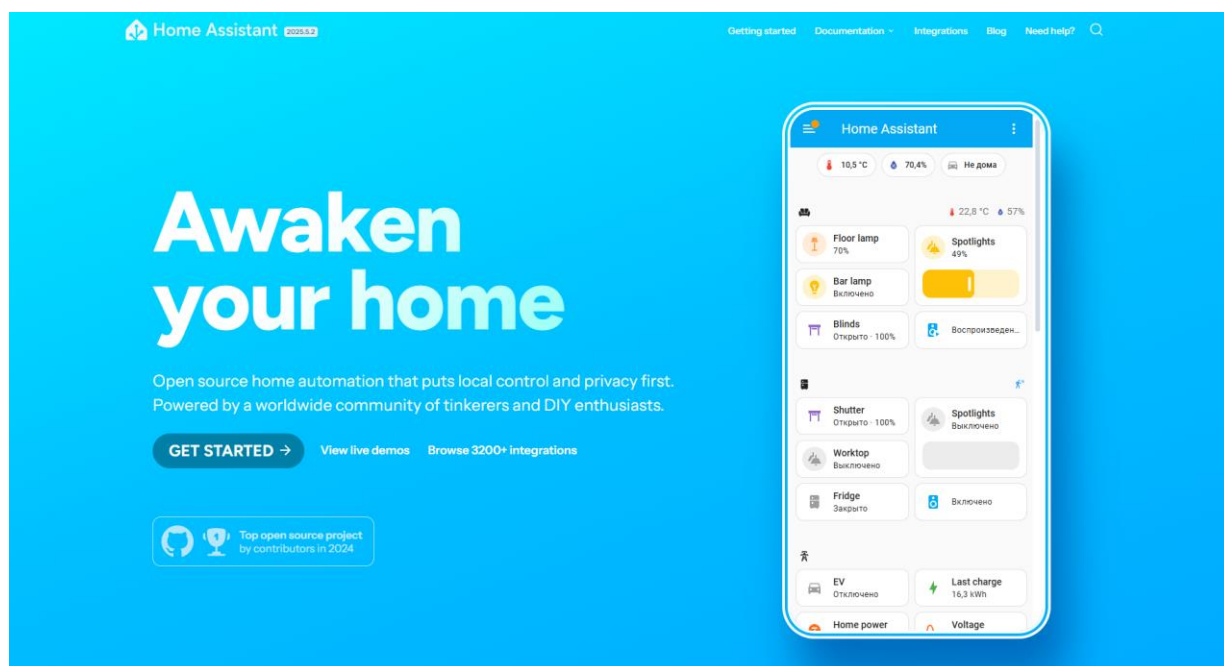 Home Assistant 2025.5.2
Getting started Documentation Integrations Blog Need help?
Awaken
your home
Open source home automation that puts local control and privacy first.
Powered by a worldwide community of tinkerers and DIY enthusiasts.
GET STARTED → View live demos Browse 3200+ integrations
Top open source project
by contributors in 2024
Home Assistant
10,5 °C 70,4% Не дома
22,8 °C 57%
Floor lamp
70%
Spotlights
49%
Bar lamp
Включено
Blinds
Открыто · 100%
Воспроизведен...
Shutter
Открыто · 100%
Spotlights
Выключено
Worktop
Выключено
Fridge
Закрыто
Включено
EV
Отключено
Last charge
16,3 kWh
Home power
Voltage